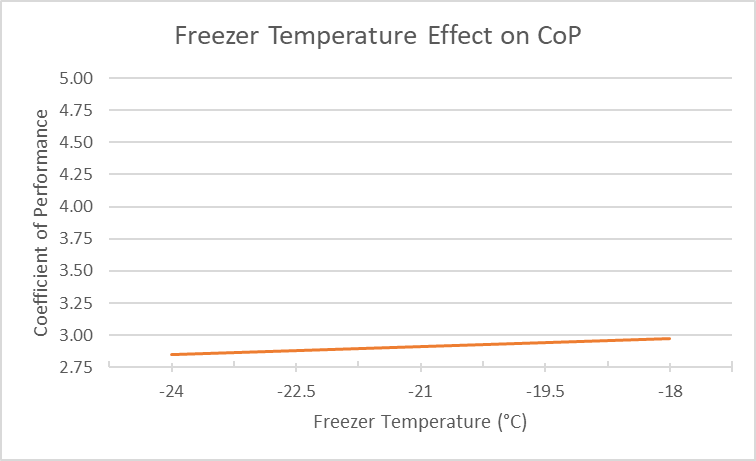 Freezer Temperature Effect on CoP
Coefficient of Performance
5.00
4.75
4.50
4.25
4.00
3.75
3.50
3.25
3.00
2.75
-24 -22.5 -21 -19.5 -18
Freezer Temperature (°C)